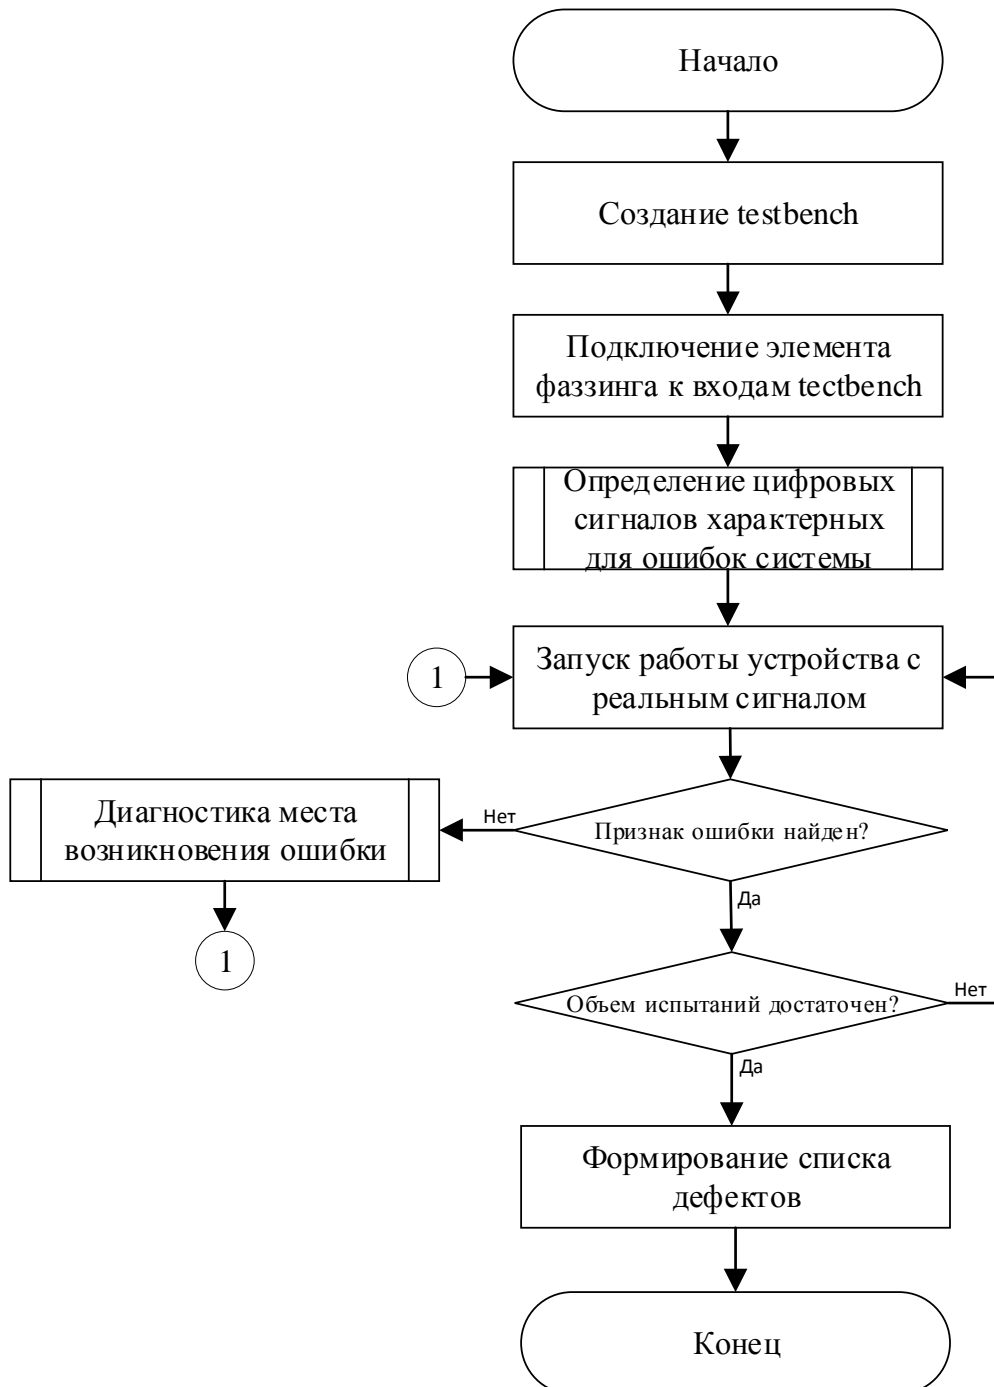 Начало
Создание testbench
Подключение элемента
фаззинга к входам tectbench
Определение цифровых
сигналов характерных
для ошибок системы
1
Запуск работы устройства с
реальным сигналом
Диагностика места
возникновения ошибки
Нет
Признак ошибки найден?
Да
1
Объем испытаний достаточен?
Нет
Да
Формирование списка
дефектов
Конец